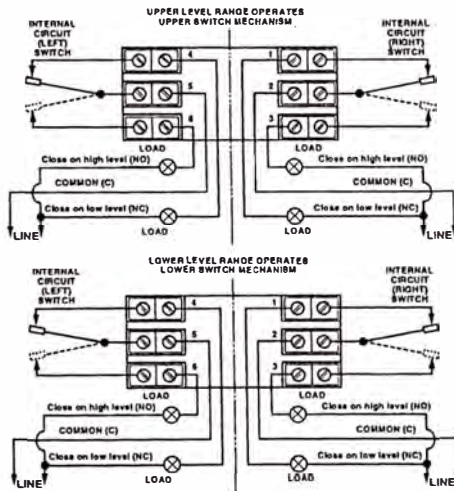 UPPER LEVEL RANGE OPERATES
UPPER SWITCH MECHANISM
INTERNAL
CIRCUIT
(LEFT)
SWITCH
INTERNAL
CIRCUIT
(RIGHT)
SWITCH
4
1
5
2
6
3
LOAD
LOAD
Close on high level (NO)
Close on high level (NO)
COMMON (C)
COMMON (C)
Close on low level (NC)
Close on low level (NC)
LINE
LOAD
LOAD
LINE
LOWER LEVEL RANGE OPERATES
LOWER SWITCH MECHANISM
INTERNAL
CIRCUIT
(LEFT)
SWITCH
INTERNAL
CIRCUIT
(RIGHT)
SWITCH
4
1
5
2
6
3
LOAD
LOAD
Close on high level (NO)
Close on high level (NO)
COMMON (C)
COMMON (C)
Close on low level (NC)
Close on low level (NC)
LINE
LOAD
LOAD
LINE